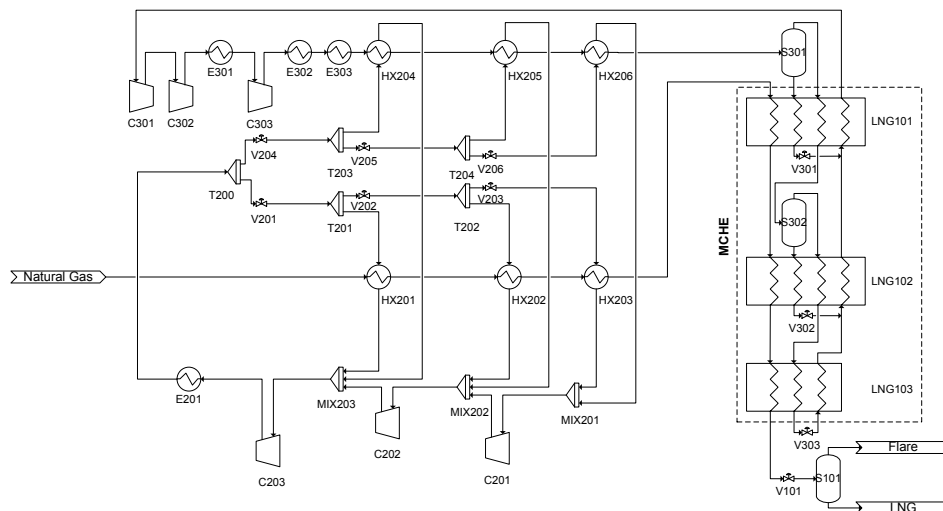 S301
E301
E302
E303
HX204
HX205
HX206
C301
C302
C303
LNG101
V204
V205
V206
V301
T203
T204
T200
V202
V203
V201
T201
T202
S302
MCHE
Natural Gas
HX201
HX202
HX203
LNG102
V302
E201
MIX203
MIX202
MIX201
LNG103
C202
V303
C203
C201
Flare
S101
V101
LNG